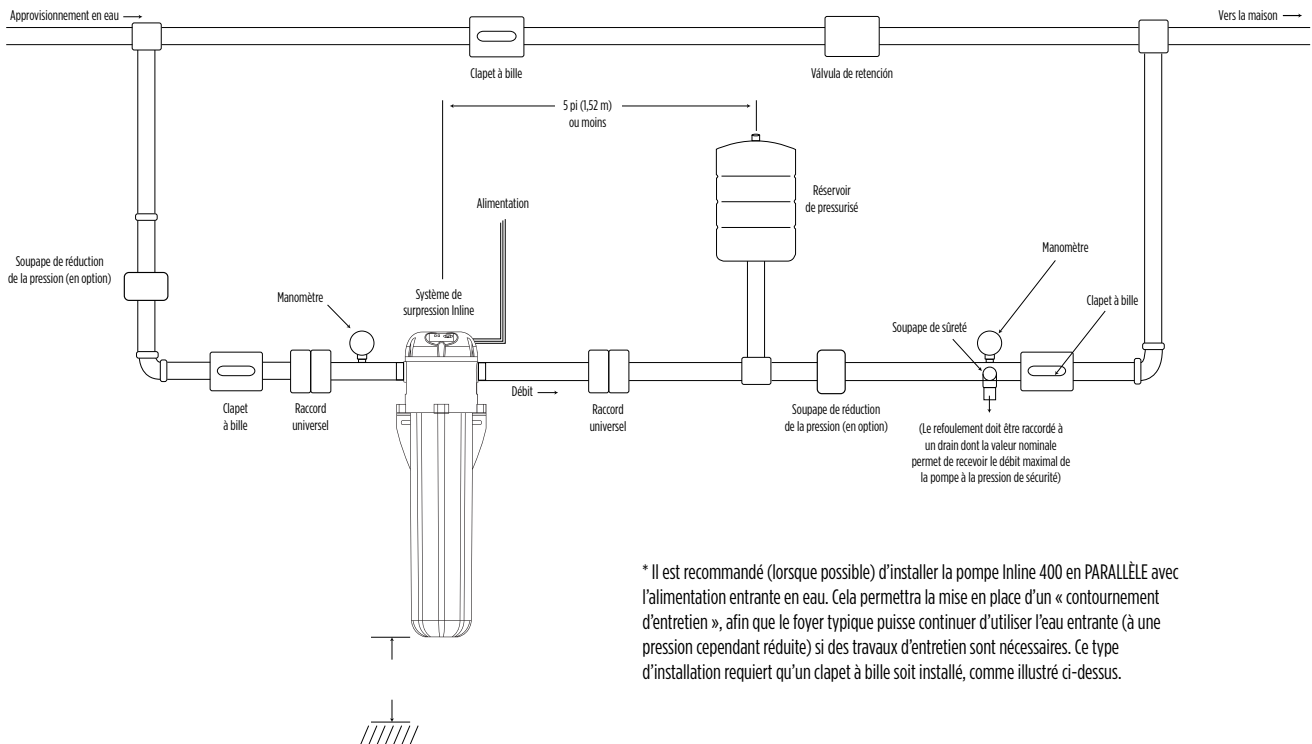 Approvisionnement en eau
Vers la maison
Clapet à bille
Válvula de retención
5 pi (1,52 m)
ou moins
Alimentation
Réservoir
de pressurisé
Soupape de réduction
de la pression (en option)
Manomètre
Système de
surpression Inline
Manomètre
Clapet à bille
Soupape de sûreté
Débit
Clapet
à bille
Raccord
universel
Raccord
universel
Soupape de réduction
de la pression (en option)
(Le refoulement doit être raccordé à
un drain dont la valeur nominale
permet de recevoir le débit maximal de
la pompe à la pression de sécurité)
* Il est recommandé (lorsque possible) d’installer la pompe Inline 400 en PARALLÈLE avec
l’alimentation entrante en eau. Cela permettra la mise en place d’un « contournement
d’entretien », afin que le foyer typique puisse continuer d’utiliser l’eau entrante (à une
pression cependant réduite) si des travaux d’entretien sont nécessaires. Ce type
d’installation requiert qu’un clapet à bille soit installé, comme illustré ci-dessus.